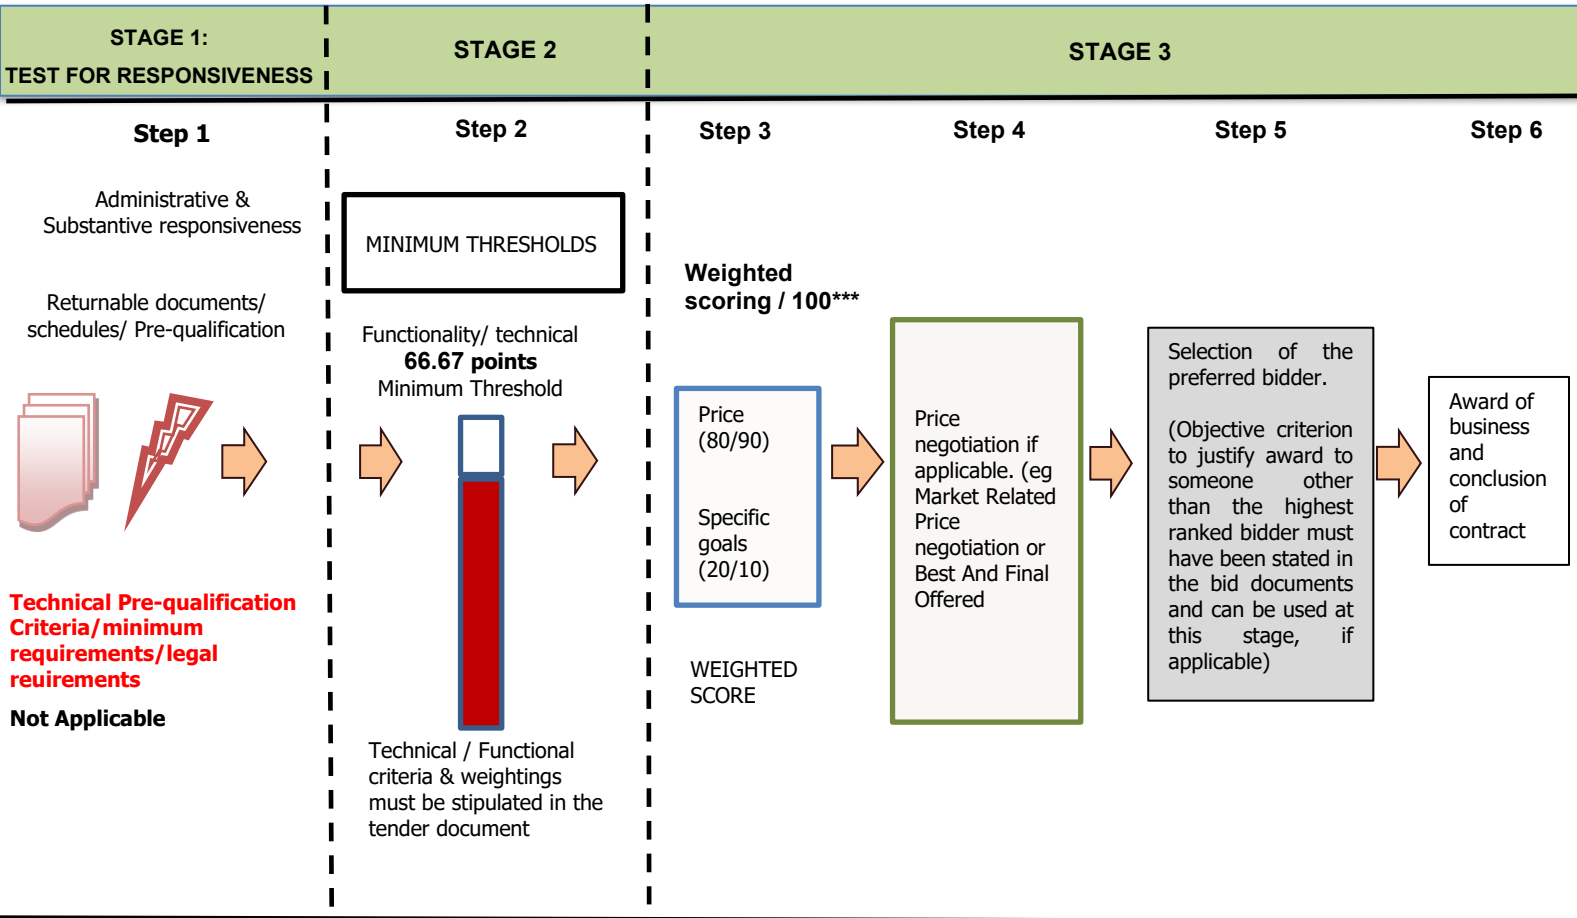 STAGE 1:
TEST FOR RESPONSIVENESS
STAGE 2
STAGE 3
Step 1
Administrative &
Substantive responsiveness
Returnable documents/
schedules/ Pre-qualification
Technical Pre-qualification
Criteria/minimum
requirements/legal
reuirements
Not Applicable
Step 2
MINIMUM THRESHOLDS
Functionality/ technical
66.67 points
Minimum Threshold
Technical / Functional
criteria & weightings
must be stipulated in the
tender document
Step 3
Weighted
scoring / 100***
Price
(80/90)
Specific
goals
(20/10)
WEIGHTED
SCORE
Step 4
Price
negotiation if
applicable. (eg
Market Related
Price
negotiation or
Best And Final
Offered
Step 5
Selection of the
preferred bidder.
(Objective criterion
to justify award to
someone other
than the highest
ranked bidder must
have been stated in
the bid documents
and can be used at
this stage, if
applicable)
Step 6
Award of
business
and
conclusion
of
contract